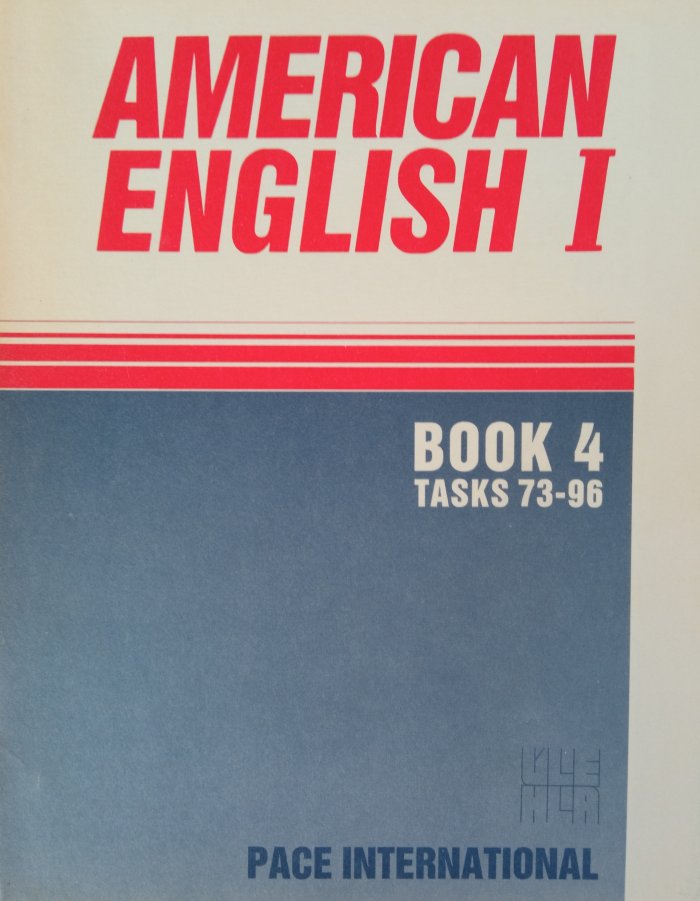 AMERICAN
ENGLISH I
BOOK 4
TASKS 73-96
PACE INTERNATIONAL